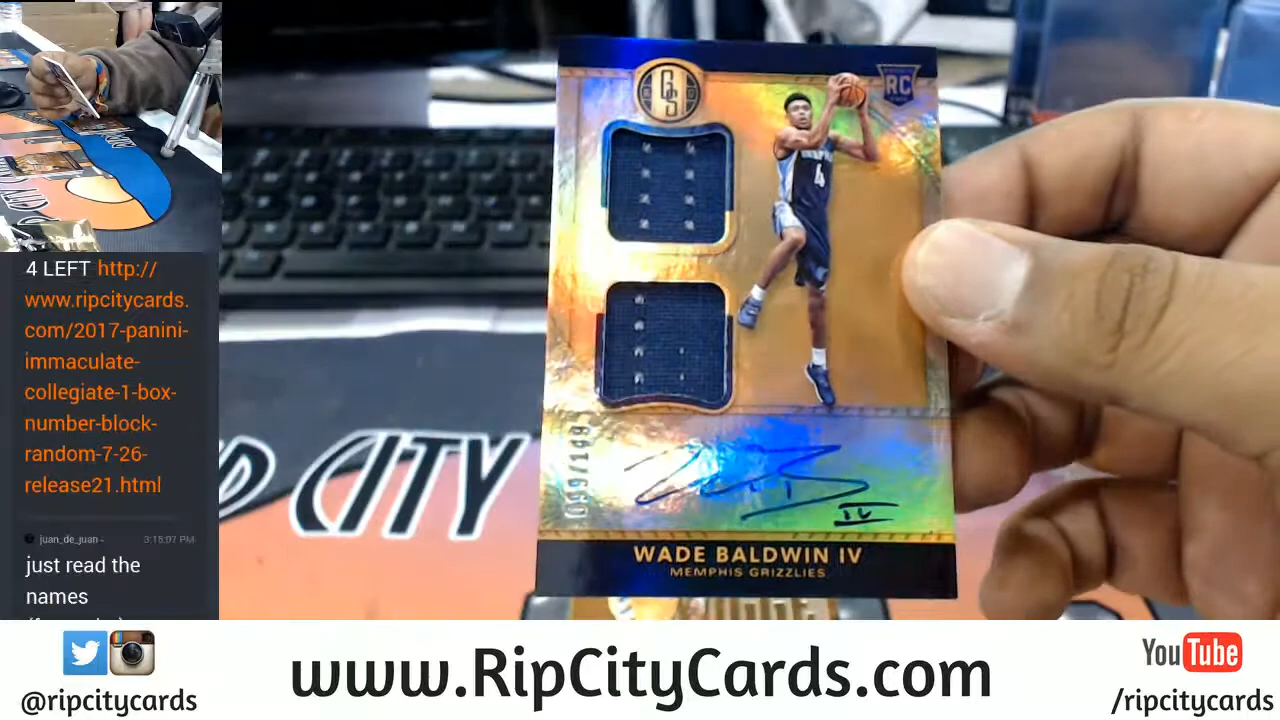 4 LEFT http://
www.ripcitycards.
com/2017-panini-
immaculate-
collegiate-1-box-
number-block-
random-7-26-
release21.html
juan_de_juan -
3:15:07 PM
just read the
names
GS
RC
4
099/149
IV
WADE BALDWIN IV
MEMPHIS GRIZZLIES
CITY
@ripcitycards
www.RipCityCards.com
YouTube
/ripcitycards